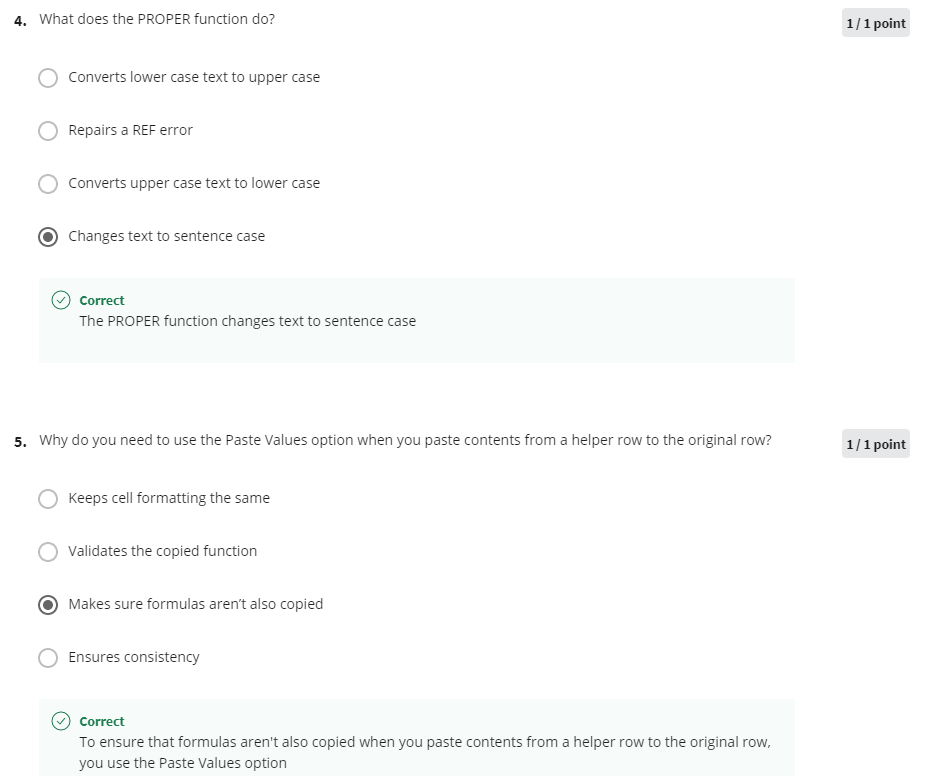 4. What does the PROPER function do?
1 / 1 point
Converts lower case text to upper case
Repairs a REF error
Converts upper case text to lower case
Changes text to sentence case
Correct
The PROPER function changes text to sentence case
5. Why do you need to use the Paste Values option when you paste contents from a helper row to the original row?
1 / 1 point
Keeps cell formatting the same
Validates the copied function
Makes sure formulas aren't also copied
Ensures consistency
Correct
To ensure that formulas aren't also copied when you paste contents from a helper row to the original row,
you use the Paste Values option